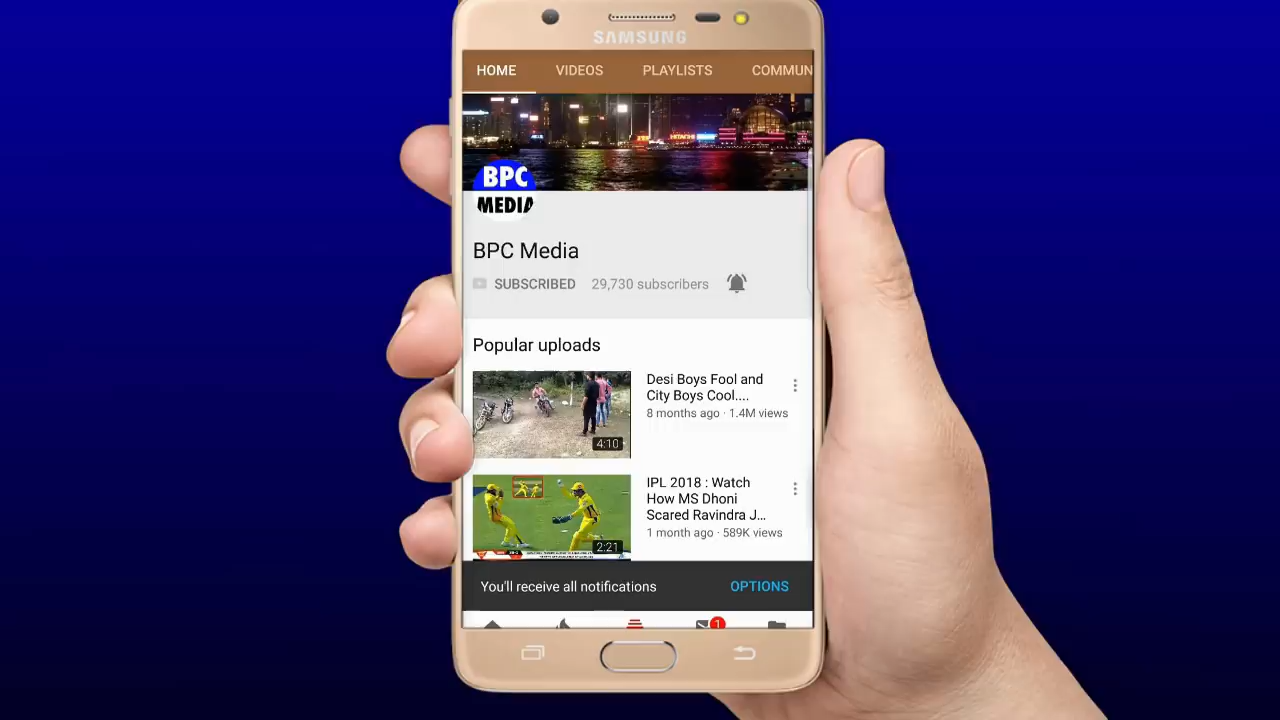 SAMSUNG
HOME VIDEOS PLAYLISTS COMMUN
HITACHI
BPC
MEDIA
BPC Media
SUBSCRIBED 29,730 subscribers
Popular uploads
Desi Boys Fool and
City Boys Cool....
8 months ago · 1.4M views
4:10
IPL 2018 : Watch
How MS Dhoni
Scared Ravindra J...
1 month ago · 589K views
2:21
You'll receive all notifications OPTIONS
1